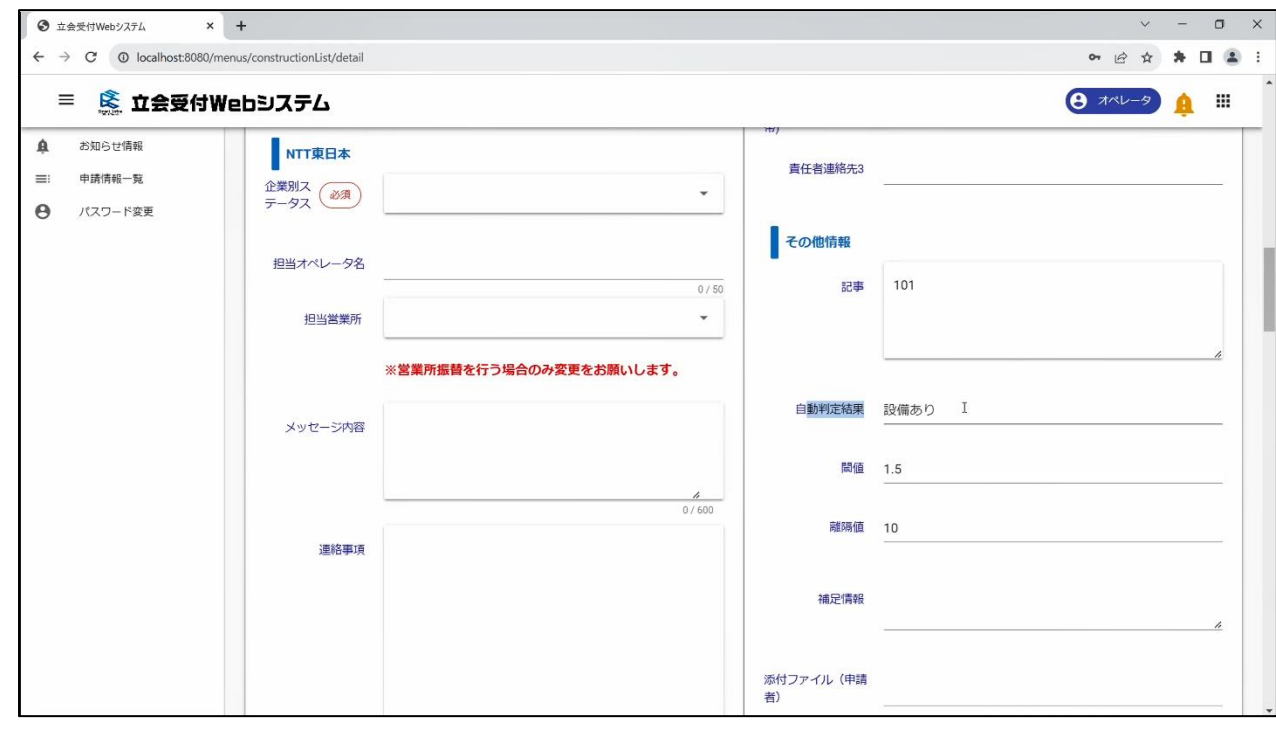 立会受付Webシステム
localhost:8080/menus/constructionList/detail
立会受付Webシステム
オペレータ
お知らせ情報
申請情報一覧
パスワード変更
NTT東日本
企業別ス
テータス
必須
担当オペレータ名
0 / 50
担当営業所
※営業所振替を行う場合のみ変更をお願いします。
メッセージ内容
0 / 600
連絡事項
責任者連絡先3
その他情報
記事
101
自動判定結果
設備あり
閾値
1.5
離隔値
10
補足情報
添付ファイル（申請
者）